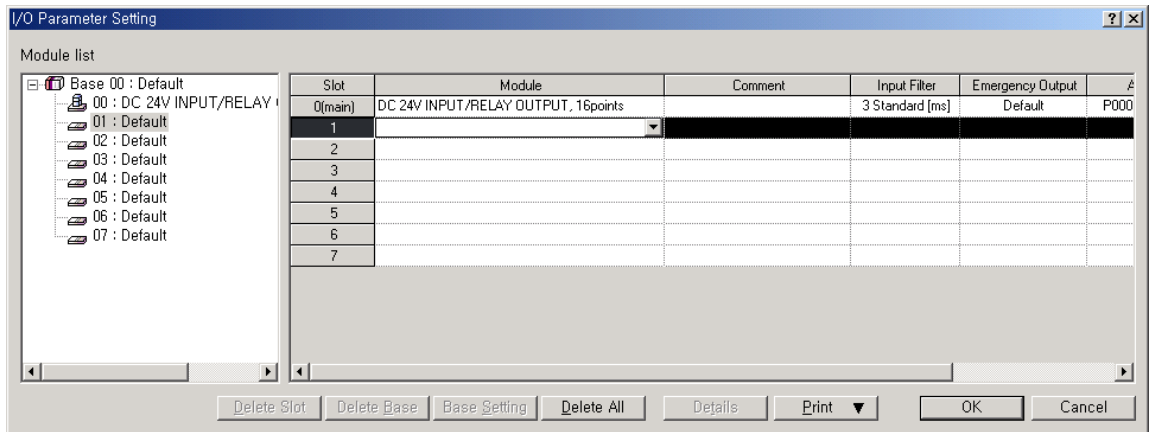 I/O Parameter Setting
Module list
Base 00 : Default
00 : DC 24V INPUT/RELAY
01 : Default
02 : Default
03 : Default
04 : Default
05 : Default
06 : Default
07 : Default
Slot Module Comment Input Filter Emergency Output
0(main) DC 24V INPUT/RELAY OUTPUT, 16points 3 Standard [ms] Default P000
1
2
3
4
5
6
7
Delete Slot Delete Base Base Setting Delete All Details Print ▼ OK Cancel